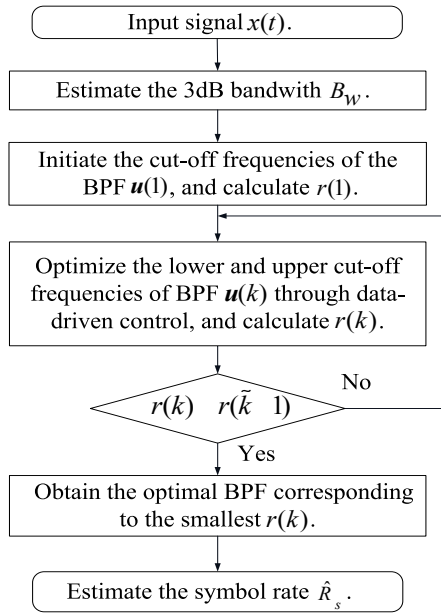 Input signal x(t).
Estimate the 3dB bandwith B_w.
Initiate the cut-off frequencies of the
BPF u(1), and calculate r(1).
Optimize the lower and upper cut-off
frequencies of BPF u(k) through data-
driven control, and calculate r(k).
No
r(k) r(k̃ 1)
Yes
Obtain the optimal BPF corresponding
to the smallest r(k).
Estimate the symbol rate R̂_s.